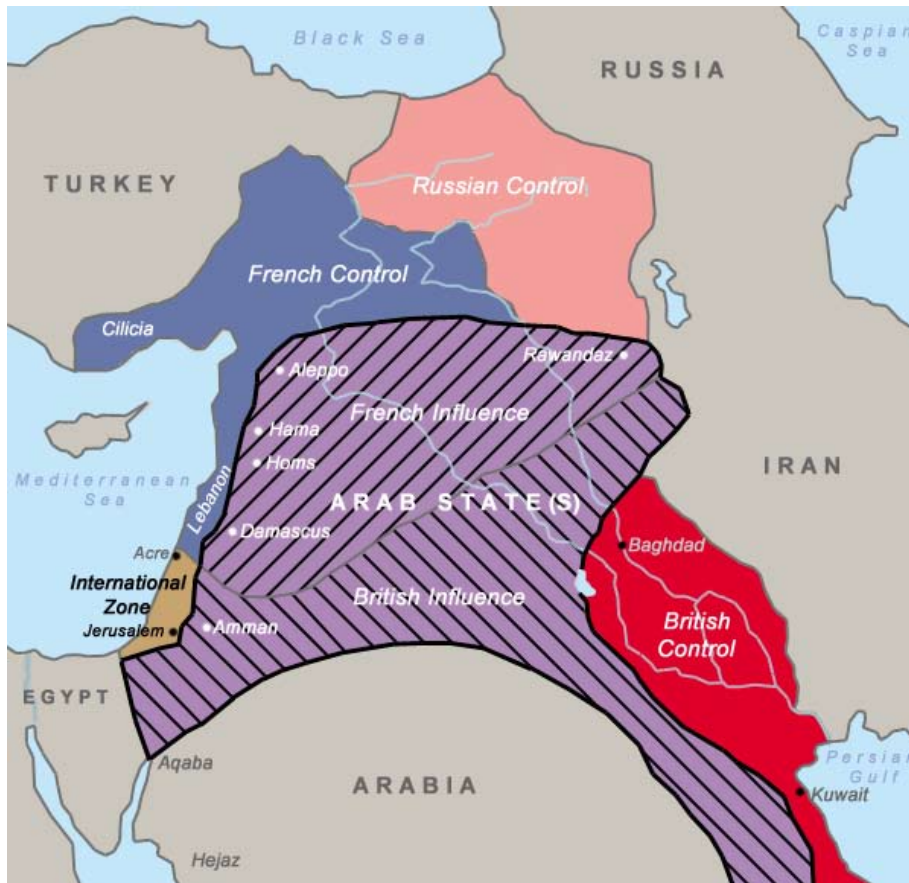 Black Sea
Caspian
Sea
RUSSIA
TURKEY
Russian Control
French Control
Cilicia
Rawandaz
Aleppo
French Influence
Hama
Homs
IRAN
Mediterranean
Sea
Lebanon
ARAB STATE(S)
Damascus
Baghdad
Acre
International
Zone
British Influence
Jerusalem
Amman
British
Control
EGYPT
Aqaba
Persian
Gulf
ARABIA
Kuwait
Hejaz